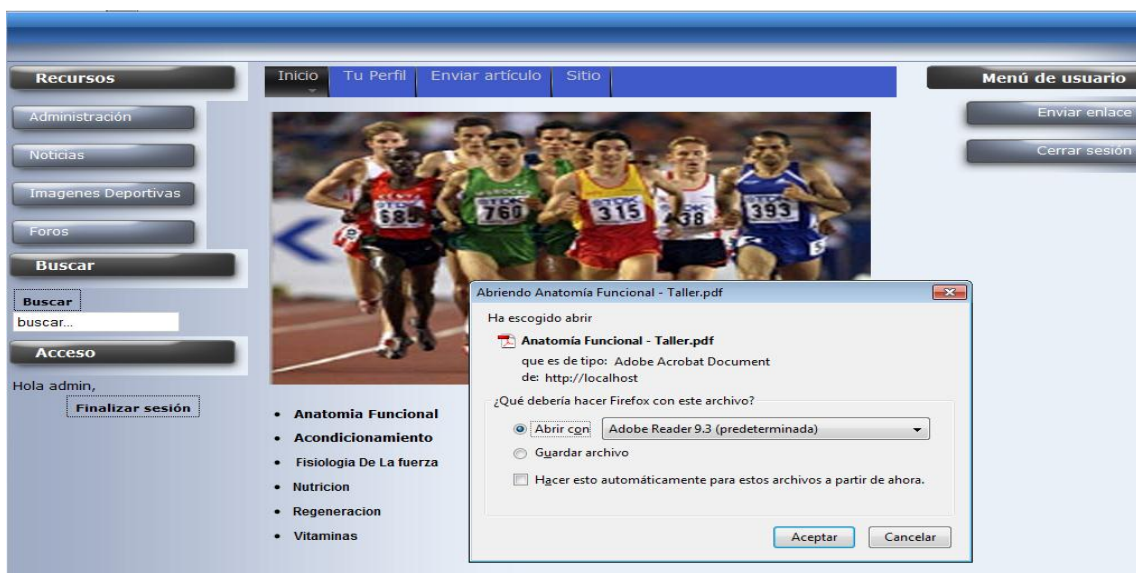 Recursos
Administración
Noticias
Imagenes Deportivas
Foros
Buscar
Buscar
buscar...
Acceso
Hola admin,
Finalizar sesión
Inicio Tu Perfil Enviar artículo Sitio
685 760 315 38 393
Anatomia Funcional
Acondicionamiento
Fisiologia De La fuerza
Nutricion
Regeneracion
Vitaminas
Abriendo Anatomía Funcional - Taller.pdf
Ha escogido abrir
Anatomía Funcional - Taller.pdf
que es de tipo: Adobe Acrobat Document
de: http://localhost
¿Qué debería hacer Firefox con este archivo?
Abrir con Adobe Reader 9.3 (predeterminada)
Guardar archivo
Hacer esto automáticamente para estos archivos a partir de ahora.
Aceptar Cancelar
Menú de usuario
Enviar enlace
Cerrar sesión